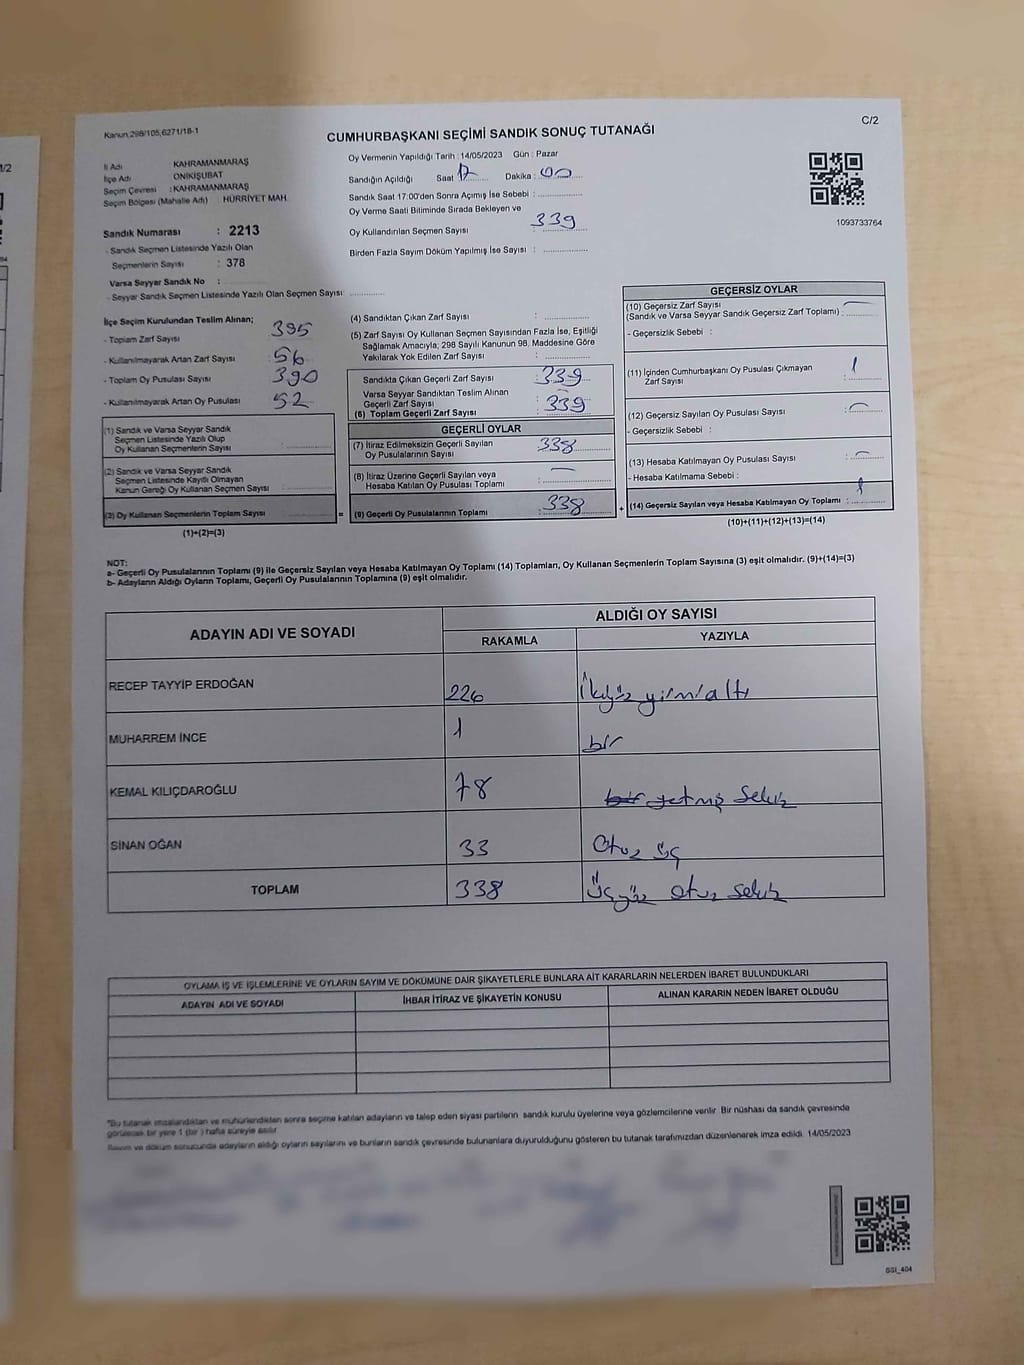 Kanun,298/105,6271/18-1
C/2
CUMHURBAŞKANI SEÇİMİ SANDIK SONUÇ TUTANAĞI
İl Adı KAHRAMANMARAŞ
İlçe Adı ONİKİŞUBAT
Seçim Çevresi : KAHRAMANMARAŞ
Seçim Bölgesi (Mahalle Adı) : HÜRRİYET MAH.
Sandık Numarası : 2213
- Sandık Seçmen Listesinde Yazılı Olan
Seçmenlerin Sayısı : 378
Varsa Seyyar Sandık No :
- Seyyar Sandık Seçmen Listesinde Yazılı Olan Seçmen Sayısı:
Oy Vermenin Yapıldığı Tarih : 14/05/2023 Gün : Pazar
Sandığın Açıldığı Saat 17 Dakika : 00
Sandık Saat 17:00'den Sonra Açımış İse Sebebi :
Oy Verme Saati Bitiminde Sırada Bekleyen ve
Oy Kullandırılan Seçmen Sayısı : 339
Birden Fazla Sayım Döküm Yapılmış İse Sayısı :
1093733764
İlçe Seçim Kurulundan Teslim Alınan;
- Toplam Zarf Sayısı : 395
- Kullanılmayarak Artan Zarf Sayısı : 56
- Toplam Oy Pusulası Sayısı : 390
- Kullanılmayarak Artan Oy Pusulası : 52
(1) Sandık ve Varsa Seyyar Sandık
Seçmen Listesinde Yazılı Olup
Oy Kullanan Seçmenlerin Sayısı :
(2) Sandık ve Varsa Seyyar Sandık
Seçmen Listesinde Kayıtlı Olmayan
Kanun Gereği Oy Kullanan Seçmen Sayısı :
(3) Oy Kullanan Seçmenlerin Toplam Sayısı :
=
(1)+(2)=(3)
(4) Sandıktan Çıkan Zarf Sayısı :
(5) Zarf Sayısı Oy Kullanan Seçmen Sayısından Fazla İse, Eşitliği
Sağlamak Amacıyla; 298 Sayılı Kanunun 98. Maddesine Göre
Yakılarak Yok Edilen Zarf Sayısı :
Sandıkta Çıkan Geçerli Zarf Sayısı : 339
Varsa Seyyar Sandıktan Teslim Alınan
Geçerli Zarf Sayısı : –
(6) Toplam Geçerli Zarf Sayısı : 339
GEÇERLİ OYLAR
(7) İtiraz Edilmeksizin Geçerli Sayılan
Oy Pusulalarının Sayısı : 338
(8) İtiraz Üzerine Geçerli Sayılan veya
Hesaba Katılan Oy Pusulası Toplamı : –
(9) Geçerli Oy Pusulalarının Toplamı : 338
+
GEÇERSİZ OYLAR
(10) Geçersiz Zarf Sayısı
(Sandık ve Varsa Seyyar Sandık Geçersiz Zarf Toplamı) : –
- Geçersizlik Sebebi :
(11) İçinden Cumhurbaşkanı Oy Pusulası Çıkmayan
Zarf Sayısı : 1
(12) Geçersiz Sayılan Oy Pusulası Sayısı : –
- Geçersizlik Sebebi :
(13) Hesaba Katılmayan Oy Pusulası Sayısı : –
- Hesaba Katılmama Sebebi :
(14) Geçersiz Sayılan veya Hesaba Katılmayan Oy Toplamı : 1
(10)+(11)+(12)+(13)=(14)
NOT:
a- Geçerli Oy Pusulalarının Toplamı (9) ile Geçersiz Sayılan veya Hesaba Katılmayan Oy Toplamı (14) Toplamları, Oy Kullanan Seçmenlerin Toplam Sayısına (3) eşit olmalıdır. (9)+(14)=(3)
b- Adayların Aldığı Oyların Toplamı, Geçerli Oy Pusulalarının Toplamına (9) eşit olmalıdır.
ADAYIN ADI VE SOYADI
ALDIĞI OY SAYISI
RAKAMLA YAZIYLA
RECEP TAYYİP ERDOĞAN 226 ikiyüz yirmialtı
MUHARREM İNCE 1 bir
KEMAL KILIÇDAROĞLU 78 bir yetmiş sekiz
SİNAN OĞAN 33 otuz üç
TOPLAM 338 üçyüz otuz sekiz
OYLAMA İŞ VE İŞLEMLERİNE VE OYLARIN SAYIM VE DÖKÜMÜNE DAİR ŞİKAYETLERLE BUNLARA AİT KARARLARIN NELERDEN İBARET BULUNDUKLARI
ADAYIN ADI VE SOYADI İHBAR İTİRAZ VE ŞİKAYETİN KONUSU ALINAN KARARIN NEDEN İBARET OLDUĞU
*Bu tutanak imzalandıktan ve mühürlendikten sonra seçime katılan adayların ve talep eden siyasi partilerin sandık kurulu üyelerine veya gözlemcilerine verilir. Bir nüshası da sandık çevresinde
görülecek bir yere 1 (bir ) hafta süreyle asılır.
Sayım ve döküm sonucunda adayların aldığı oyların sayılarını ve bunların sandık çevresinde bulunanlara duyurulduğunu gösteren bu tutanak tarafımızdan düzenlenerek imza edildi. 14/05/2023
SSI_404